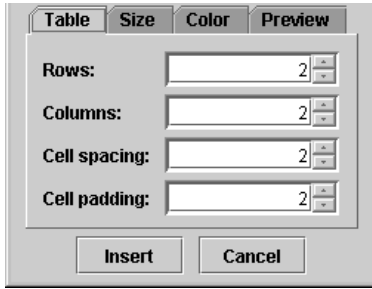 Table Size Color Preview
Rows: 2
Columns: 2
Cell spacing: 2
Cell padding: 2
Insert Cancel